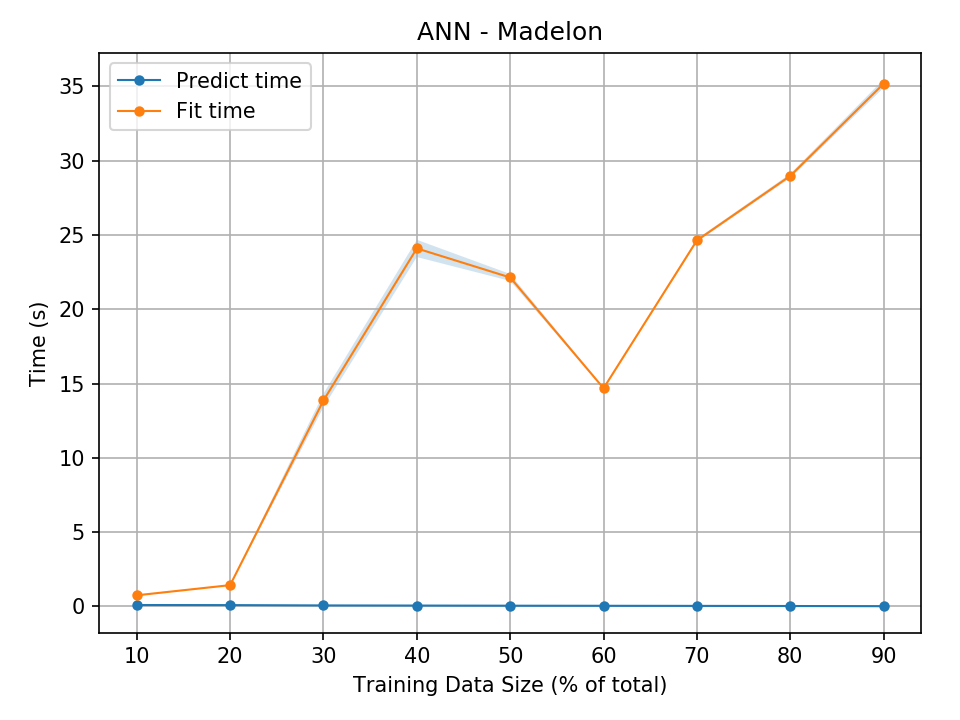 ANN - Madelon
Predict time
Fit time
35
30
25
20
15
10
5
0
Time (s)
10 20 30 40 50 60 70 80 90
Training Data Size (% of total)